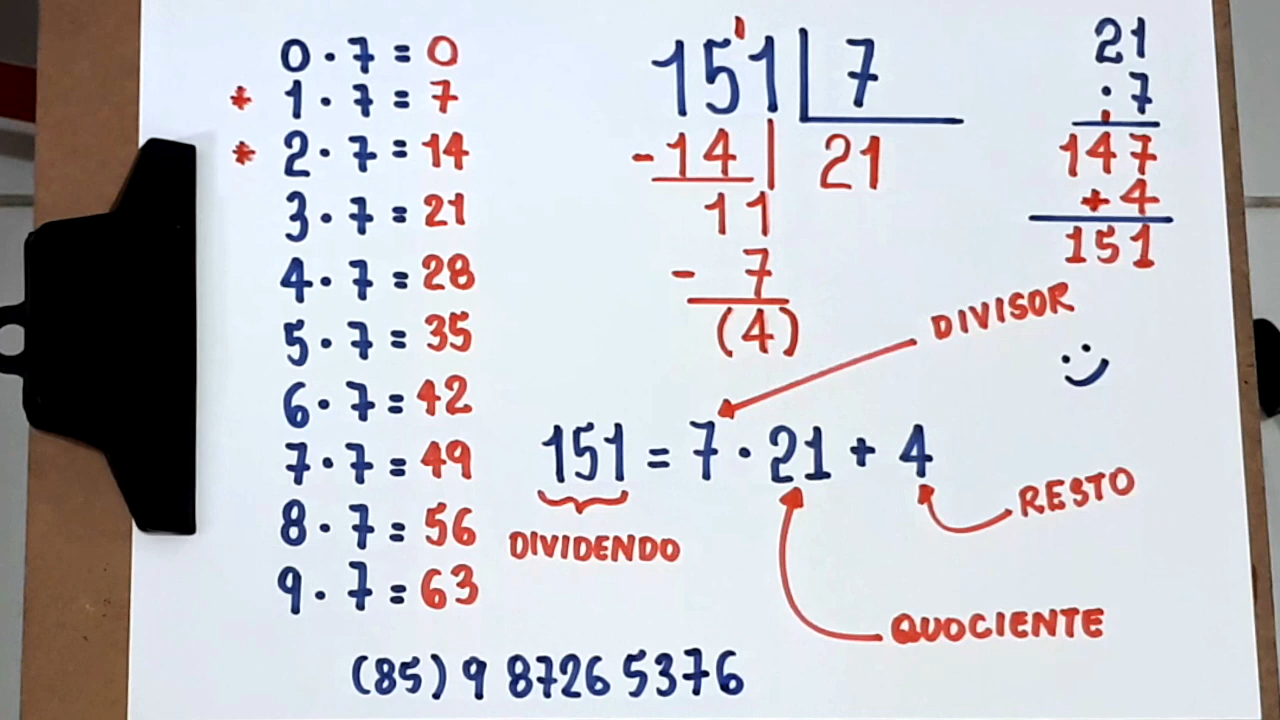 0 · 7 = 0
* 1 · 7 = 7
* 2 · 7 = 14
3 · 7 = 21
4 · 7 = 28
5 · 7 = 35
6 · 7 = 42
7 · 7 = 49
8 · 7 = 56
9 · 7 = 63
151 | 7
-14 | 21
11
- 7
(4)
21
· 7
147
+ 4
151
DIVISOR
:)
151 = 7 · 21 + 4
RESTO
DIVIDENDO
QUOCIENTE
(85) 9 8726 5376